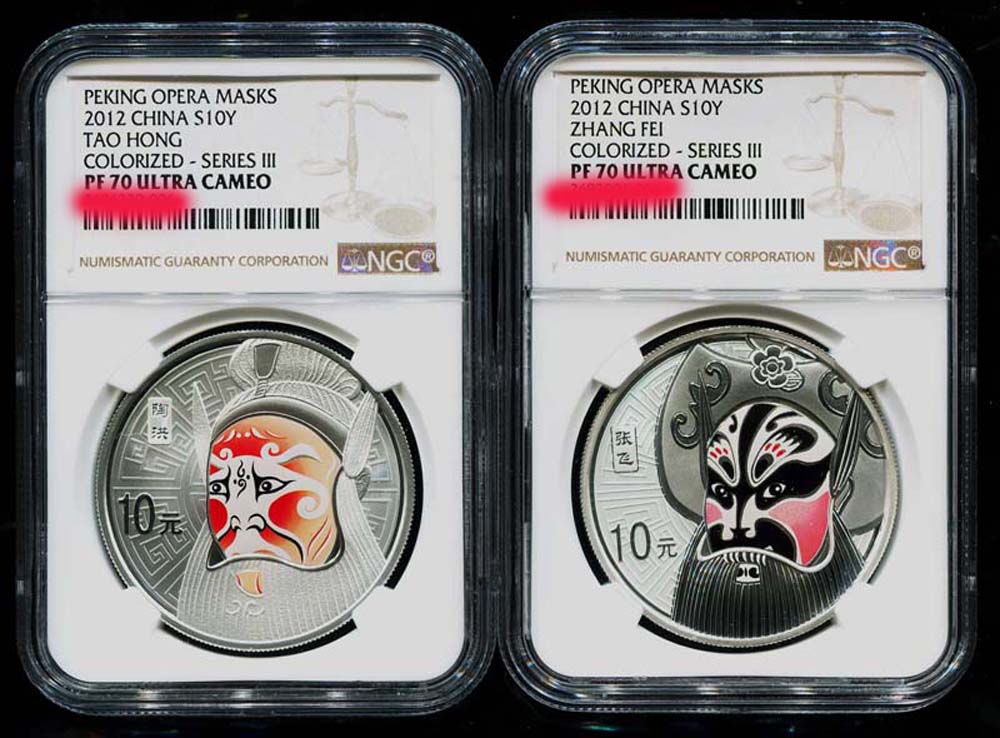 PEKING OPERA MASKS
2012 CHINA S10Y
TAO HONG
COLORIZED - SERIES III
PF 70 ULTRA CAMEO
NUMISMATIC GUARANTY CORPORATION
NGC®
陶洪
10元
PEKING OPERA MASKS
2012 CHINA S10Y
ZHANG FEI
COLORIZED - SERIES III
PF 70 ULTRA CAMEO
NUMISMATIC GUARANTY CORPORATION
NGC®
张飞
10元